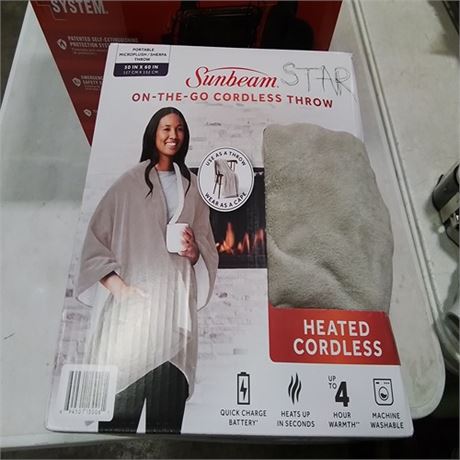 SYSTEM.
PATENTED SELF-EXTINGUISHING
PROTECTION SYSTEM
PORTABLE
MICROPLUSH / SHERPA
THROW
50 IN X 60 IN
127 CM X 152 CM
Sunbeam.
STAR
ON-THE-GO CORDLESS THROW
USE AS A THROW
WEAR AS A CAPE
HEATED
CORDLESS
QUICK CHARGE
BATTERY*
HEATS UP
IN SECONDS
UP TO 4
HOUR
WARMTH**
MACHINE
WASHABLE